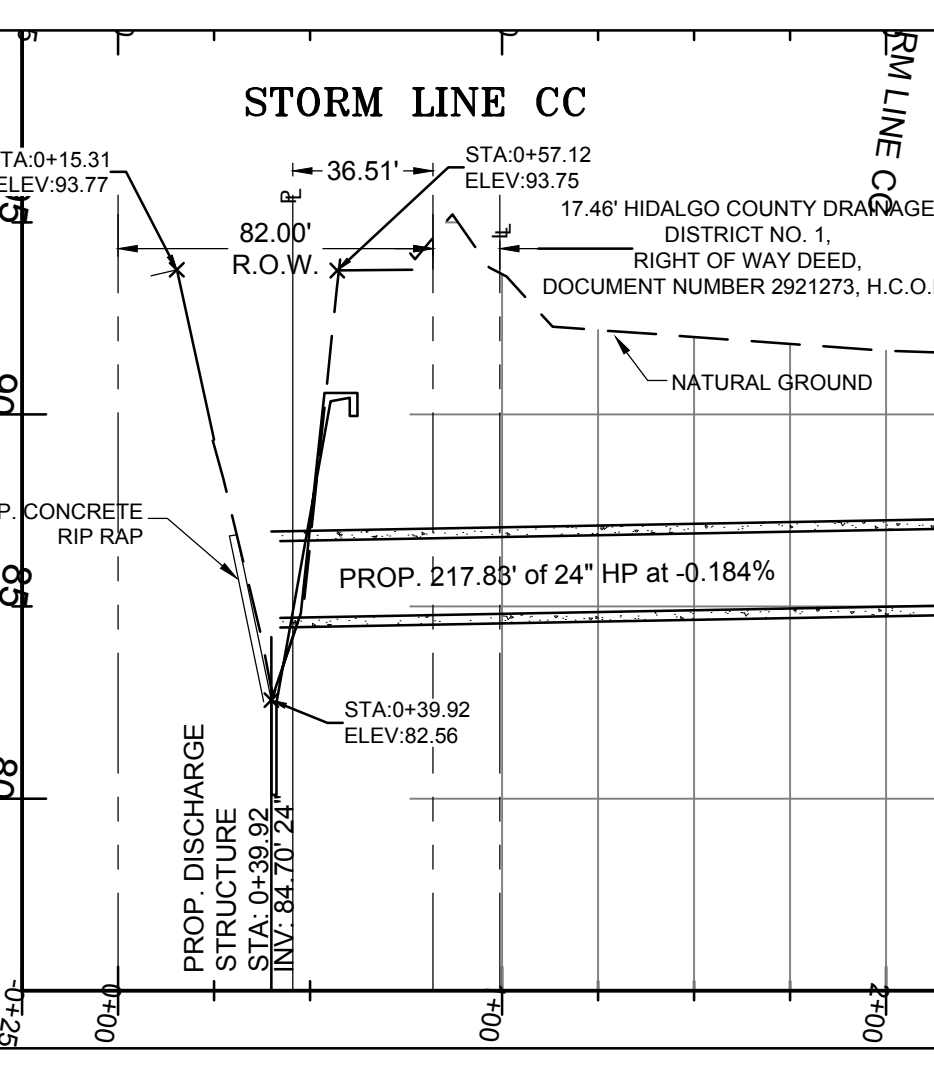 STORM LINE CC
RM LINE CC
TA:0+15.31
ELEV:93.77
36.51'
STA:0+57.12
ELEV:93.75
82.00'
R.O.W.
17.46' HIDALGO COUNTY DRAINAGE
DISTRICT NO. 1,
RIGHT OF WAY DEED,
DOCUMENT NUMBER 2921273, H.C.O.
NATURAL GROUND
90
P. CONCRETE
RIP RAP
85
PROP. 217.83' of 24" HP at -0.184%
STA:0+39.92
ELEV:82.56
80
PROP. DISCHARGE
STRUCTURE
STA: 0+39.92
INV: 84.70' 24"
-0+25
0+00
+00
2+00